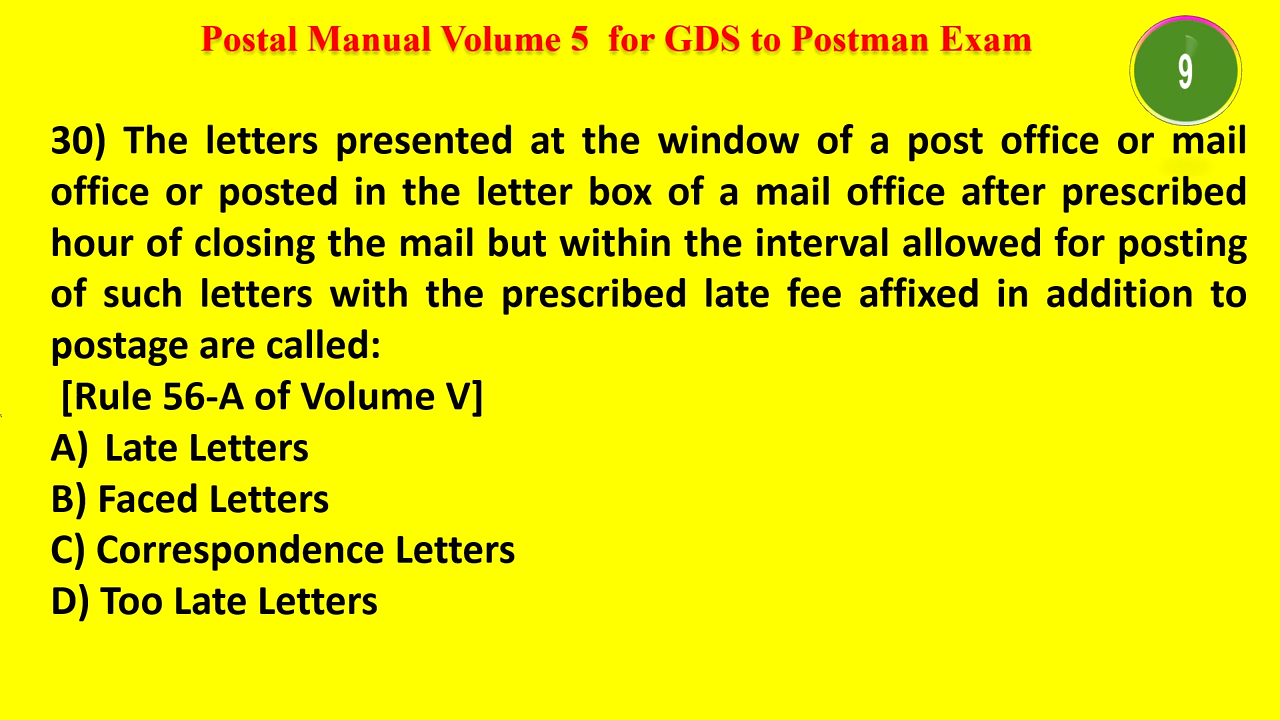 Postal Manual Volume 5 for GDS to Postman Exam
9
30) The letters presented at the window of a post office or mail
office or posted in the letter box of a mail office after prescribed
hour of closing the mail but within the interval allowed for posting
of such letters with the prescribed late fee affixed in addition to
postage are called:
[Rule 56-A of Volume V]
A) Late Letters
B) Faced Letters
C) Correspondence Letters
D) Too Late Letters